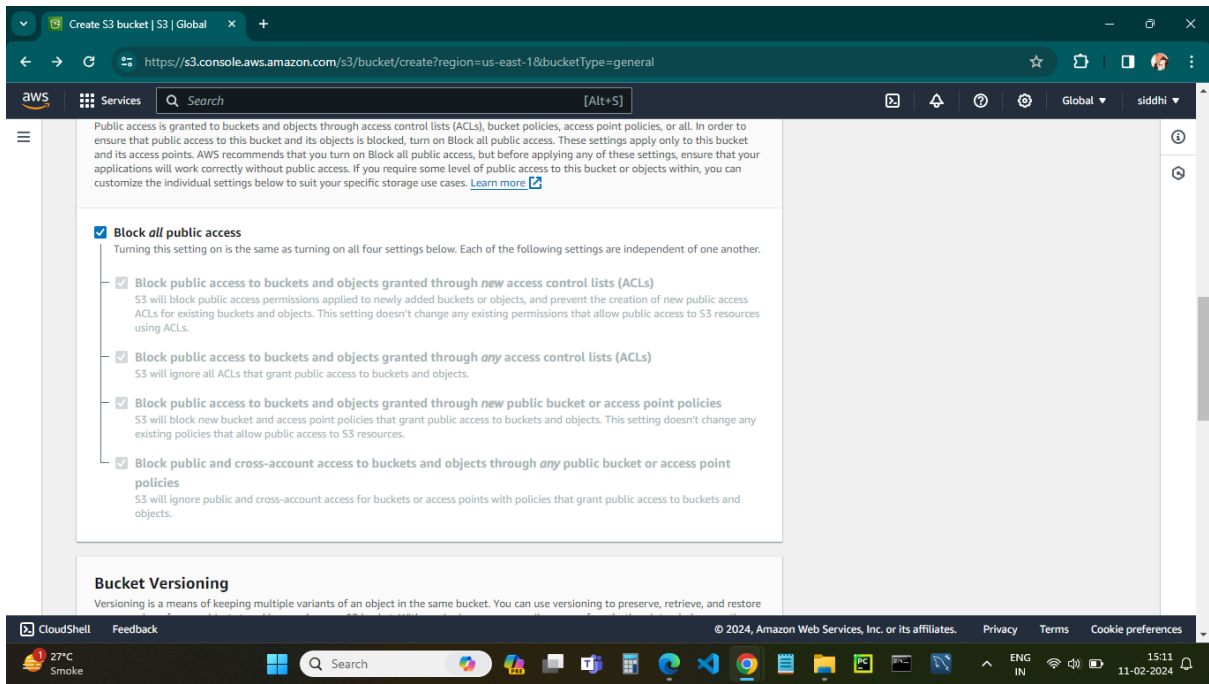 Create S3 bucket | S3 | Global
https://s3.console.aws.amazon.com/s3/bucket/create?region=us-east-1&bucketType=general
aws
Services
Search
[Alt+S]
Global
siddhi
Public access is granted to buckets and objects through access control lists (ACLs), bucket policies, access point policies, or all. In order to
ensure that public access to this bucket and its objects is blocked, turn on Block all public access. These settings apply only to this bucket
and its access points. AWS recommends that you turn on Block all public access, but before applying any of these settings, ensure that your
applications will work correctly without public access. If you require some level of public access to this bucket or objects within, you can
customize the individual settings below to suit your specific storage use cases. Learn more
Block all public access
Turning this setting on is the same as turning on all four settings below. Each of the following settings are independent of one another.
Block public access to buckets and objects granted through new access control lists (ACLs)
S3 will block public access permissions applied to newly added buckets or objects, and prevent the creation of new public access
ACLs for existing buckets and objects. This setting doesn't change any existing permissions that allow public access to S3 resources
using ACLs.
Block public access to buckets and objects granted through any access control lists (ACLs)
S3 will ignore all ACLs that grant public access to buckets and objects.
Block public access to buckets and objects granted through new public bucket or access point policies
S3 will block new bucket and access point policies that grant public access to buckets and objects. This setting doesn't change any
existing policies that allow public access to S3 resources.
Block public and cross-account access to buckets and objects through any public bucket or access point
policies
S3 will ignore public and cross-account access for buckets or access points with policies that grant public access to buckets and
objects.
Bucket Versioning
Versioning is a means of keeping multiple variants of an object in the same bucket. You can use versioning to preserve, retrieve, and restore
CloudShell
Feedback
© 2024, Amazon Web Services, Inc. or its affiliates.
Privacy
Terms
Cookie preferences
1
27°C
Smoke
Search
PRE
PC
ENG
IN
15:11
11-02-2024